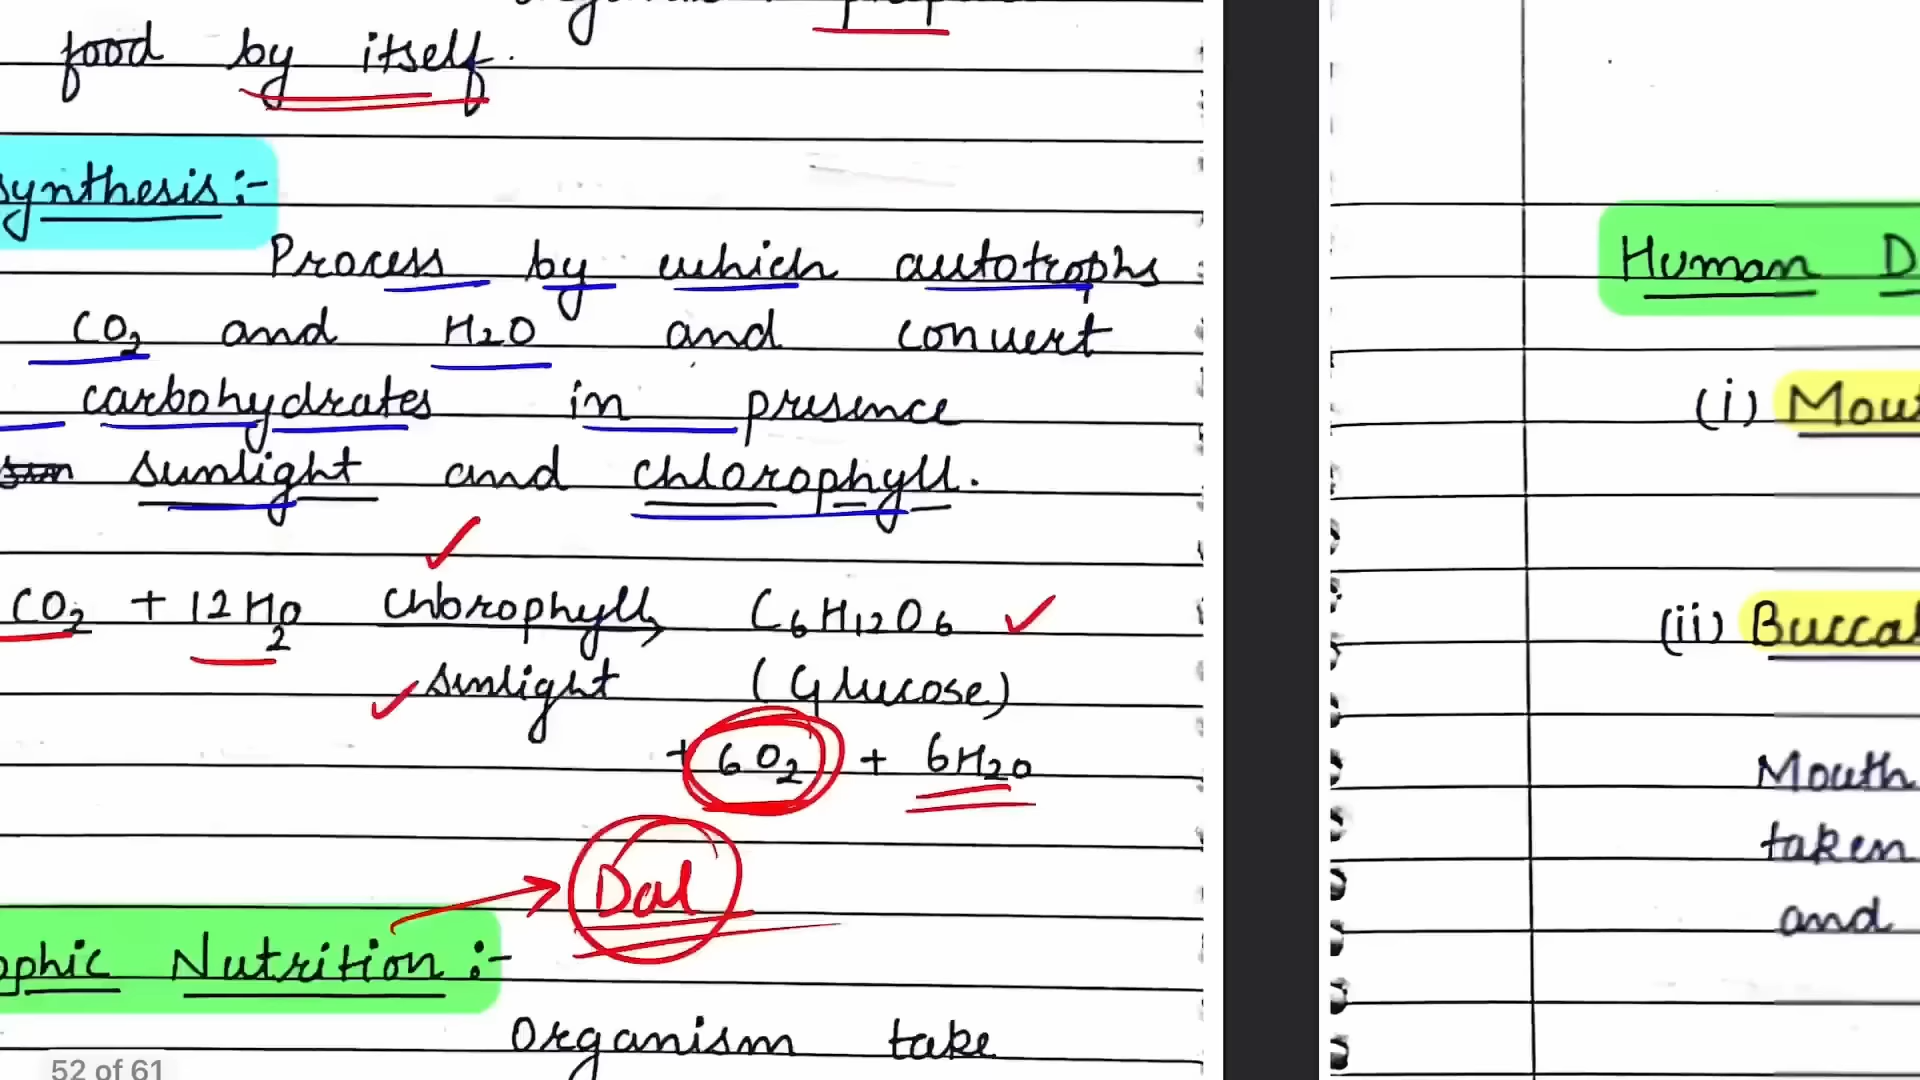 food by itself.
synthesis:-
Process by which autotrophs
CO2 and H2O and convert
carbohydrates in presence
sunlight and chlorophyll.
CO2 + 12H2O chlorophyll C6H12O6
sunlight (Glucose)
+ 6O2 + 6H2O
Dal
ophic Nutrition:-
Organism take
52 of 61
Human D
(i) Mout
(ii) Buccal
Mouth
taken
and